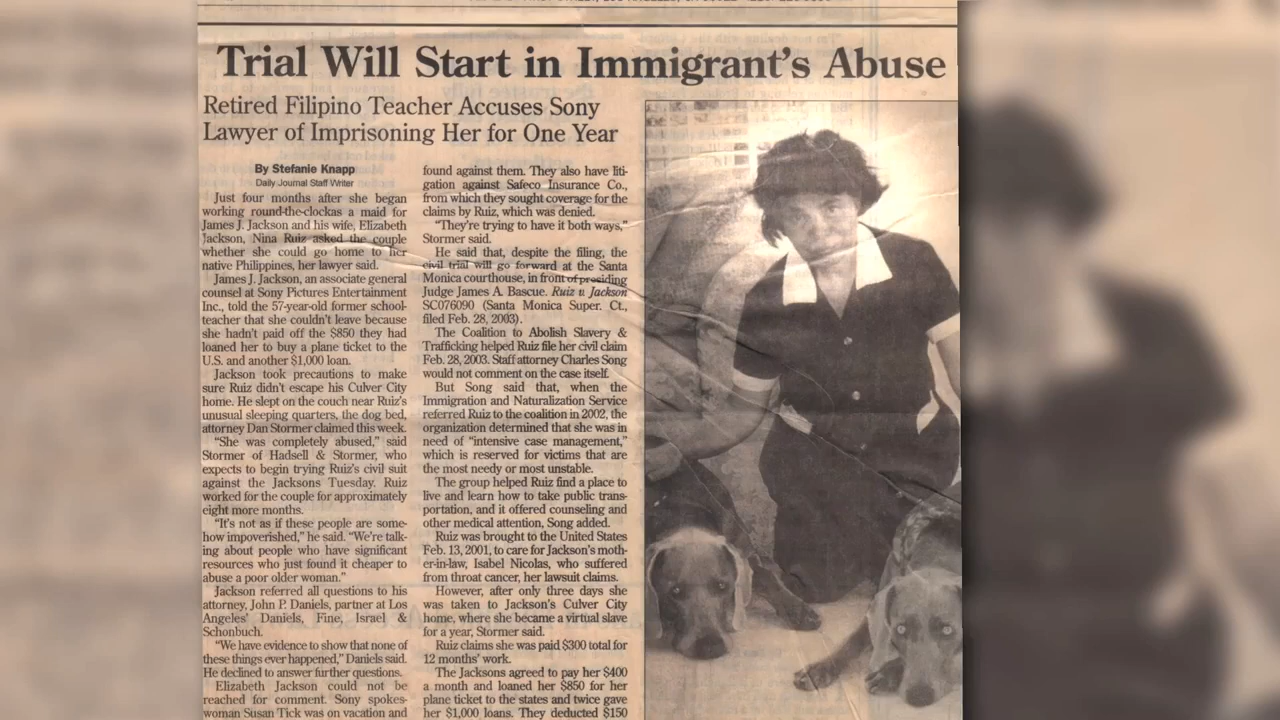 Trial Will Start in Immigrant's Abuse
Retired Filipino Teacher Accuses Sony
Lawyer of Imprisoning Her for One Year
By Stefanie Knapp
Daily Journal Staff Writer
Just four months after she began
working round-the-clockas a maid for
James J. Jackson and his wife, Elizabeth
Jackson, Nina Ruiz asked the couple
whether she could go home to her
native Philippines, her lawyer said.
James J. Jackson, an associate general
counsel at Sony Pictures Entertainment
Inc., told the 57-year-old former school-
teacher that she couldn't leave because
she hadn't paid off the $850 they had
loaned her to buy a plane ticket to the
U.S. and another $1,000 loan.
Jackson took precautions to make
sure Ruiz didn't escape his Culver City
home. He slept on the couch near Ruiz's
unusual sleeping quarters, the dog bed,
attorney Dan Stormer claimed this week.
"She was completely abused," said
Stormer of Hadsell & Stormer, who
expects to begin trying Ruiz's civil suit
against the Jacksons Tuesday. Ruiz
worked for the couple for approximately
eight more months.
"It's not as if these people are some-
how impoverished," he said. "We're talk-
ing about people who have significant
resources who just found it cheaper to
abuse a poor older woman."
Jackson referred all questions to his
attorney, John P. Daniels, partner at Los
Angeles' Daniels, Fine, Israel &
Schonbuch.
"We have evidence to show that none of
these things ever happened," Daniels said.
He declined to answer further questions.
Elizabeth Jackson could not be
reached for comment. Sony spokes-
woman Susan Tick was on vacation and
found against them. They also have liti-
gation against Safeco Insurance Co.,
from which they sought coverage for the
claims by Ruiz, which was denied.
"They're trying to have it both ways,"
Stormer said.
He said that, despite the filing, the
civil trial will go forward at the Santa
Monica courthouse, in front of presiding
Judge James A. Bascue. Ruiz v. Jackson
SC076090 (Santa Monica Super. Ct.,
filed Feb. 28, 2003).
The Coalition to Abolish Slavery &
Trafficking helped Ruiz file her civil claim
Feb. 28, 2003. Staff attorney Charles Song
would not comment on the case itself.
But Song said that, when the
Immigration and Naturalization Service
referred Ruiz to the coalition in 2002, the
organization determined that she was in
need of "intensive case management,"
which is reserved for victims that are
the most needy or most unstable.
The group helped Ruiz find a place to
live and learn how to take public trans-
portation, and it offered counseling and
other medical attention, Song added.
Ruiz was brought to the United States
Feb. 13, 2001, to care for Jackson's moth-
er-in-law, Isabel Nicolas, who suffered
from throat cancer, her lawsuit claims.
However, after only three days she
was taken to Jackson's Culver City
home, where she became a virtual slave
for a year, Stormer said.
Ruiz claims she was paid $300 total for
12 months' work.
The Jacksons agreed to pay her $400
a month and loaned her $850 for her
plane ticket to the states and twice gave
her $1,000 loans. They deducted $150